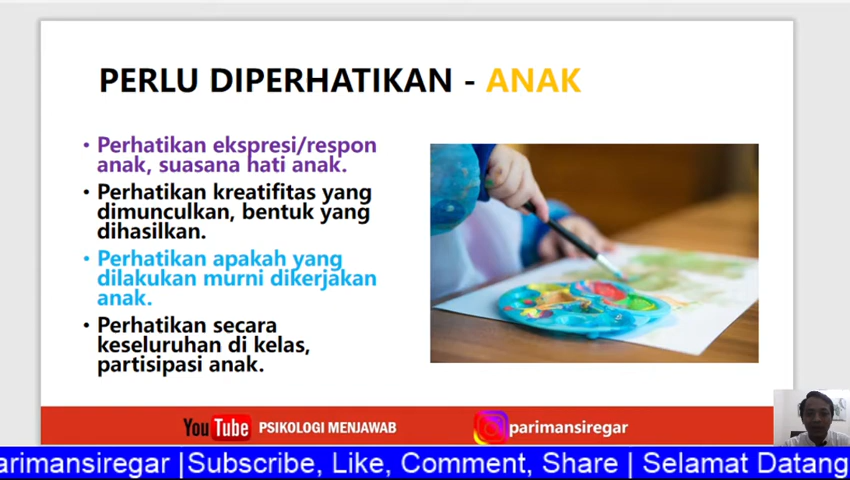 PERLU DIPERHATIKAN - ANAK
• Perhatikan ekspresi/respon
anak, suasana hati anak.
• Perhatikan kreatifitas yang
dimunculkan, bentuk yang
dihasilkan.
• Perhatikan apakah yang
dilakukan murni dikerjakan
anak.
• Perhatikan secara
keseluruhan di kelas,
partisipasi anak.
YouTube PSIKOLOGI MENJAWAB
parimansiregar
arimansiregar |Subscribe, Like, Comment, Share | Selamat Datang